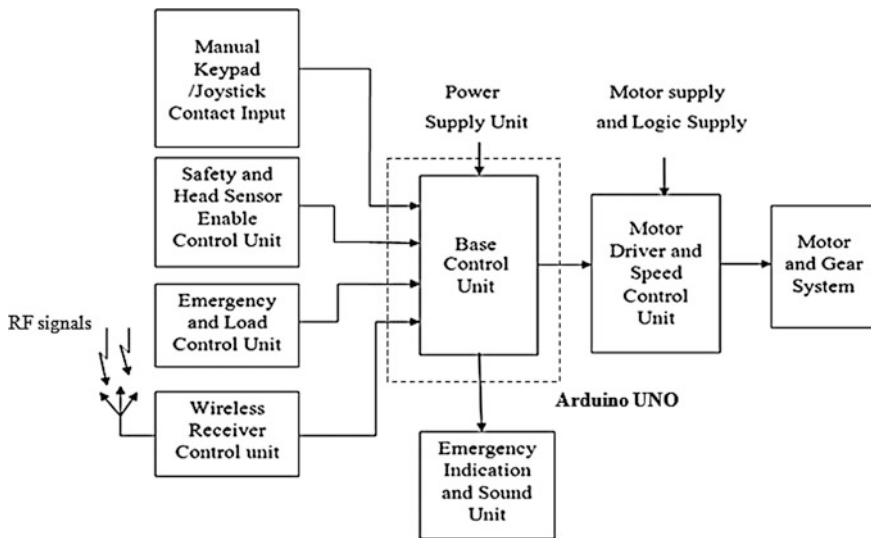 Manual
Keypad
/Joystick
Contact Input
Safety and
Head Sensor
Enable
Control Unit
Emergency
and Load
Control Unit
RF signals
Wireless
Receiver
Control unit
Power
Supply Unit
Base
Control
Unit
Arduino UNO
Emergency
Indication
and Sound
Unit
Motor supply
and Logic Supply
Motor
Driver and
Speed
Control
Unit
Motor
and Gear
System